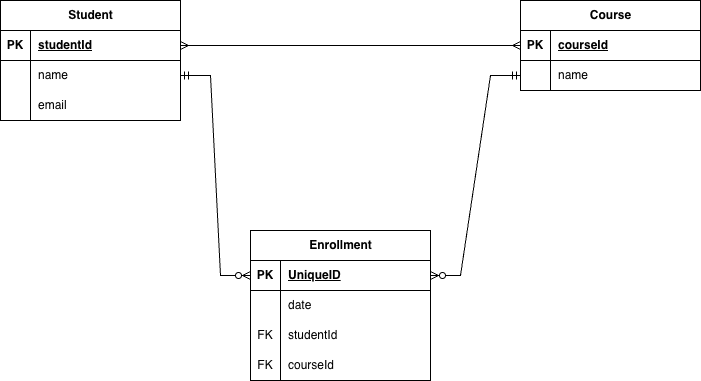 Student
PK studentId
name
email
Course
PK courseId
name
Enrollment
PK UniqueID
date
FK studentId
FK courseId